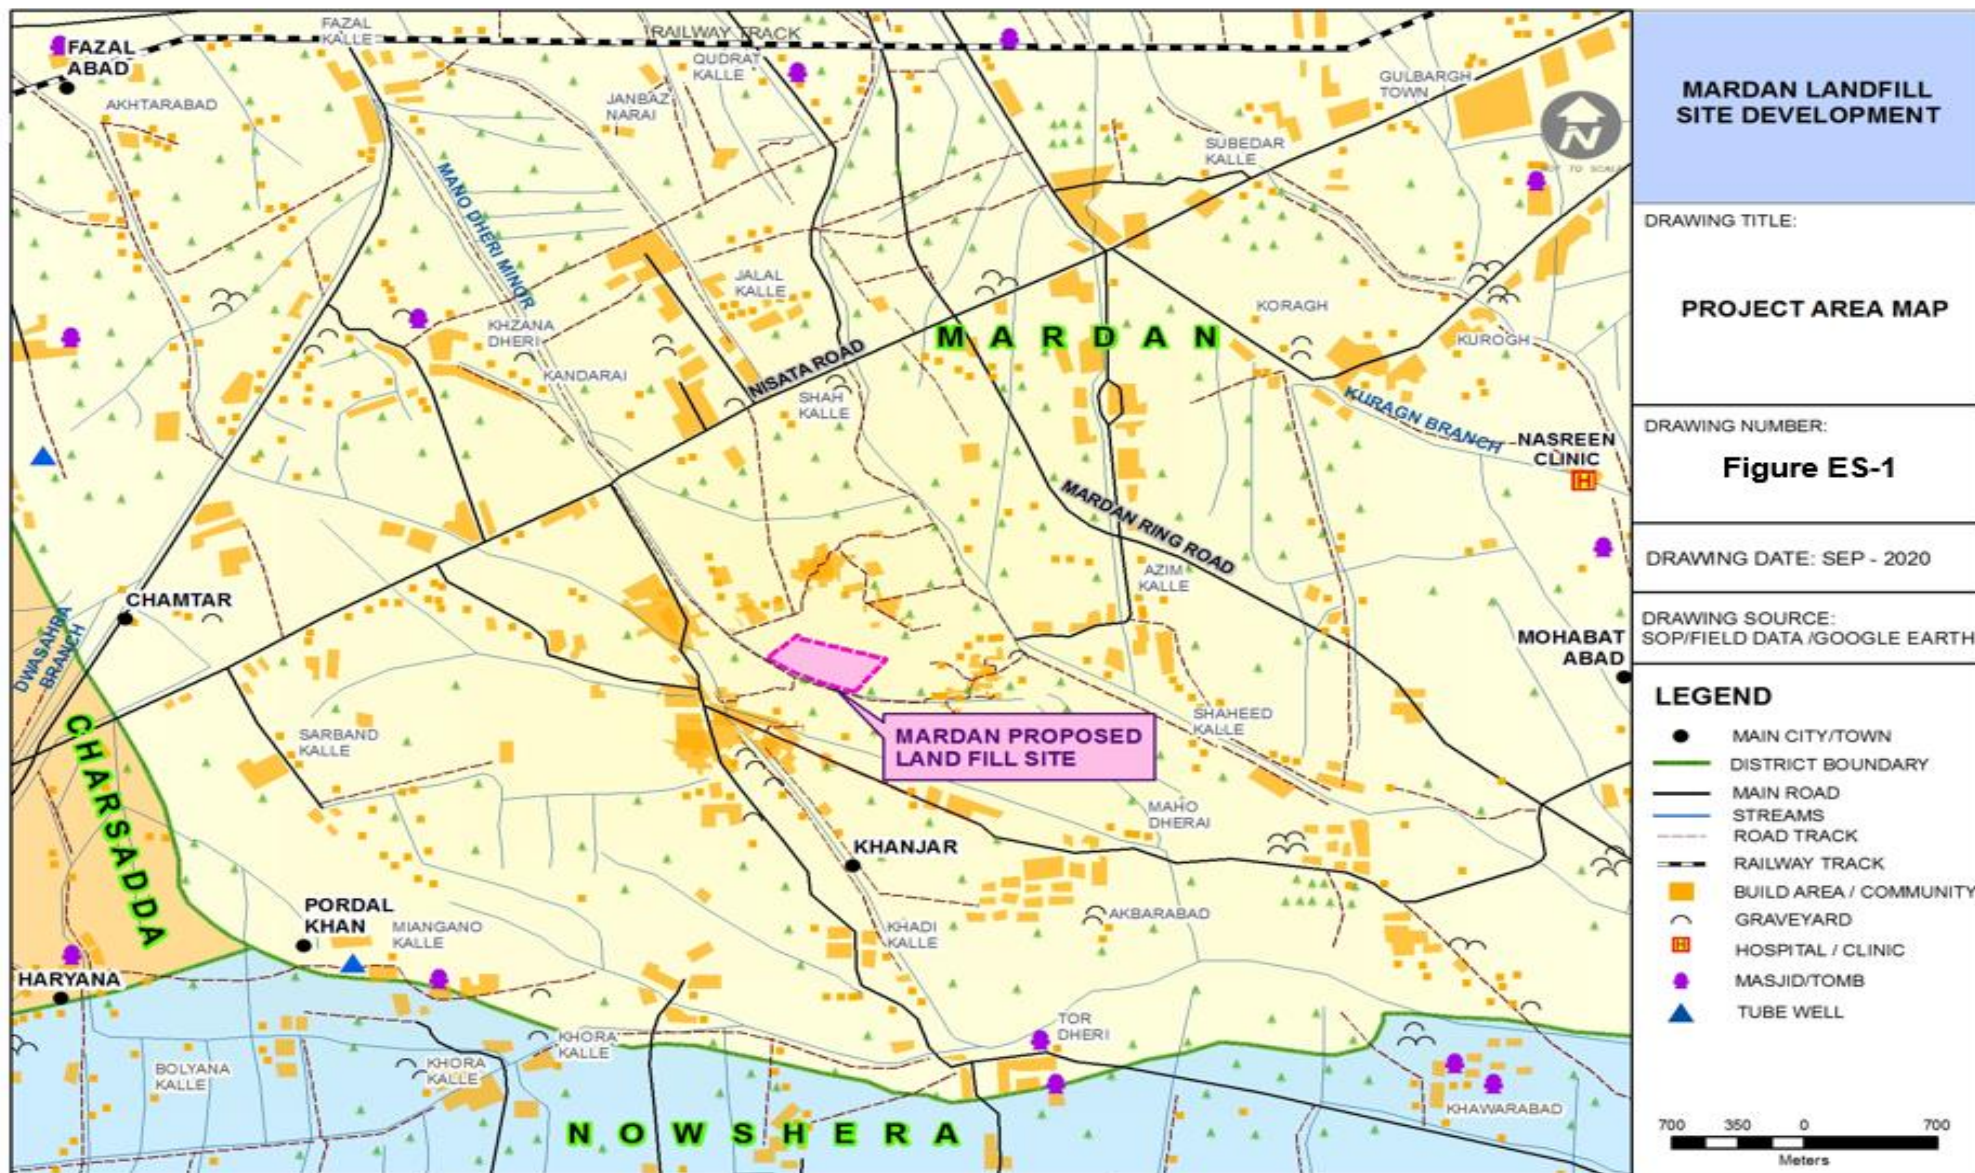 FAZAL
ABAD
FAZAL
KALLE
RAILWAY TRACK
QUDRAT
KALLE
AKHTARABAD
JANBAZ
NARAI
GULBARGH
TOWN
N
NOT TO SCALE
SUBEDAR
KALLE
MANO DHERI MINOR
JALAL
KALLE
KHZANA
DHERI
KANDARAI
NISATA ROAD
SHAH
KALLE
MARDAN
KORAGH
KUROGH
KURAGN BRANCH
NASREEN
CLINIC
H
MARDAN RING ROAD
AZIM
KALLE
CHAMTAR
DWASAHRA
BRANCH
MOHABAT
ABAD
SARBAND
KALLE
SHAHEED
KALLE
MARDAN PROPOSED
LAND FILL SITE
CHARSADDA
MAHO
DHERAI
KHANJAR
PORDAL
KHAN
MIANGANO
KALLE
KHADI
KALLE
AKBARABAD
HARYANA
TOR
DHERI
KHORA
KALLE
BOLYANA
KALLE
KHORA
KALLE
KHAWARABAD
NOWSHERA
MARDAN LANDFILL
SITE DEVELOPMENT
DRAWING TITLE:
PROJECT AREA MAP
DRAWING NUMBER:
Figure ES-1
DRAWING DATE: SEP - 2020
DRAWING SOURCE:
SOP/FIELD DATA /GOOGLE EARTH
LEGEND
MAIN CITY/TOWN
DISTRICT BOUNDARY
MAIN ROAD
STREAMS
ROAD TRACK
RAILWAY TRACK
BUILD AREA / COMMUNITY
GRAVEYARD
H HOSPITAL / CLINIC
MASJID/TOMB
TUBE WELL
700 350 0 700
Meters